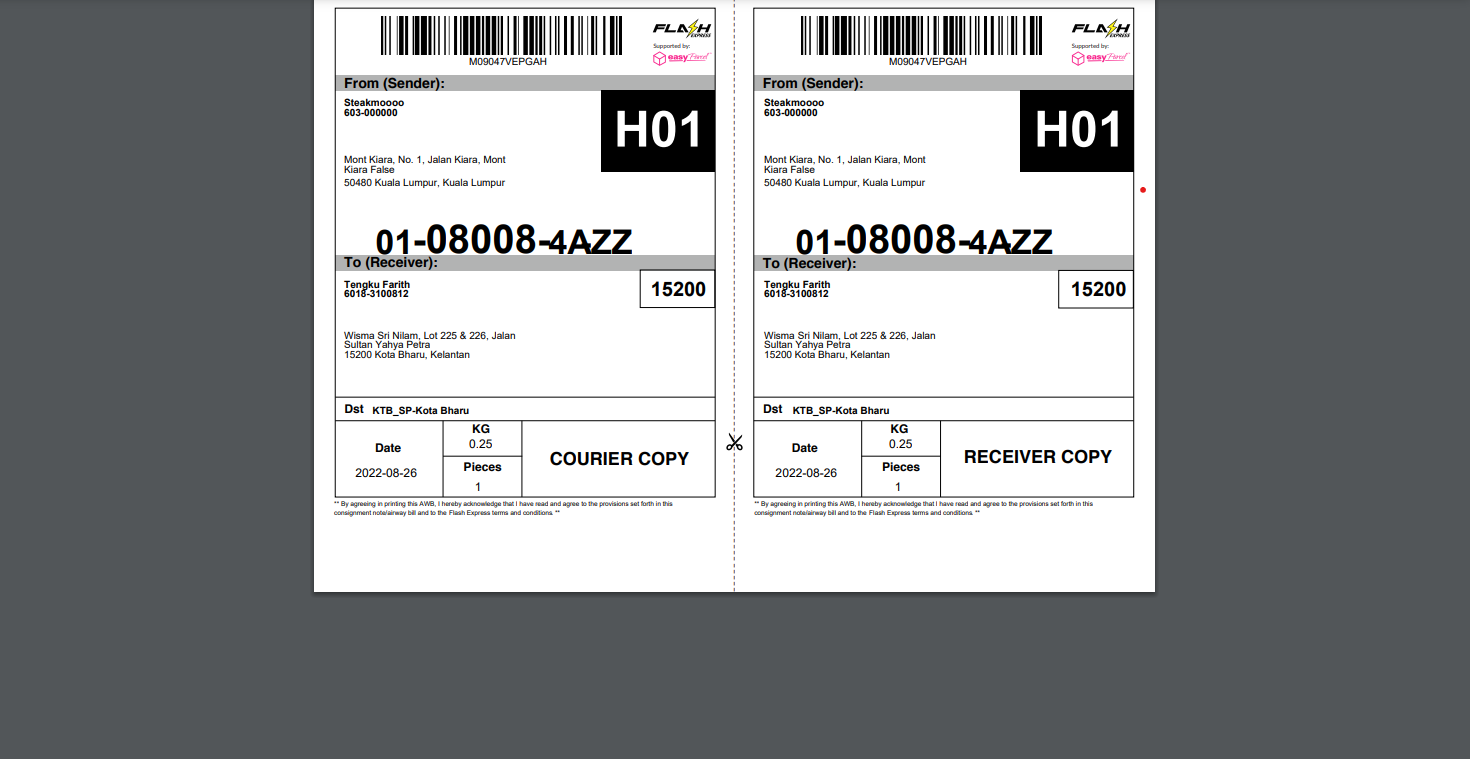 M09047VEPGAH
FLASH
EXPRESS
Supported by:
easyParcel
From (Sender):
Steakmoooo
603-000000
H01
Mont Kiara, No. 1, Jalan Kiara, Mont
Kiara False
50480 Kuala Lumpur, Kuala Lumpur
01-08008-4AZZ
To (Receiver):
Tengku Farith
6018-3100812
15200
Wisma Sri Nilam, Lot 225 & 226, Jalan
Sultan Yahya Petra
15200 Kota Bharu, Kelantan
Dst KTB_SP-Kota Bharu
Date
2022-08-26
KG
0.25
Pieces
1
COURIER COPY
** By agreeing in printing this AWB, I hereby acknowledge that I have read and agree to the provisions set forth in this
consignment note/airway bill and to the Flash Express terms and conditions. **
M09047VEPGAH
FLASH
EXPRESS
Supported by:
easyParcel
From (Sender):
Steakmoooo
603-000000
H01
Mont Kiara, No. 1, Jalan Kiara, Mont
Kiara False
50480 Kuala Lumpur, Kuala Lumpur
01-08008-4AZZ
To (Receiver):
Tengku Farith
6018-3100812
15200
Wisma Sri Nilam, Lot 225 & 226, Jalan
Sultan Yahya Petra
15200 Kota Bharu, Kelantan
Dst KTB_SP-Kota Bharu
Date
2022-08-26
KG
0.25
Pieces
1
RECEIVER COPY
** By agreeing in printing this AWB, I hereby acknowledge that I have read and agree to the provisions set forth in this
consignment note/airway bill and to the Flash Express terms and conditions. **